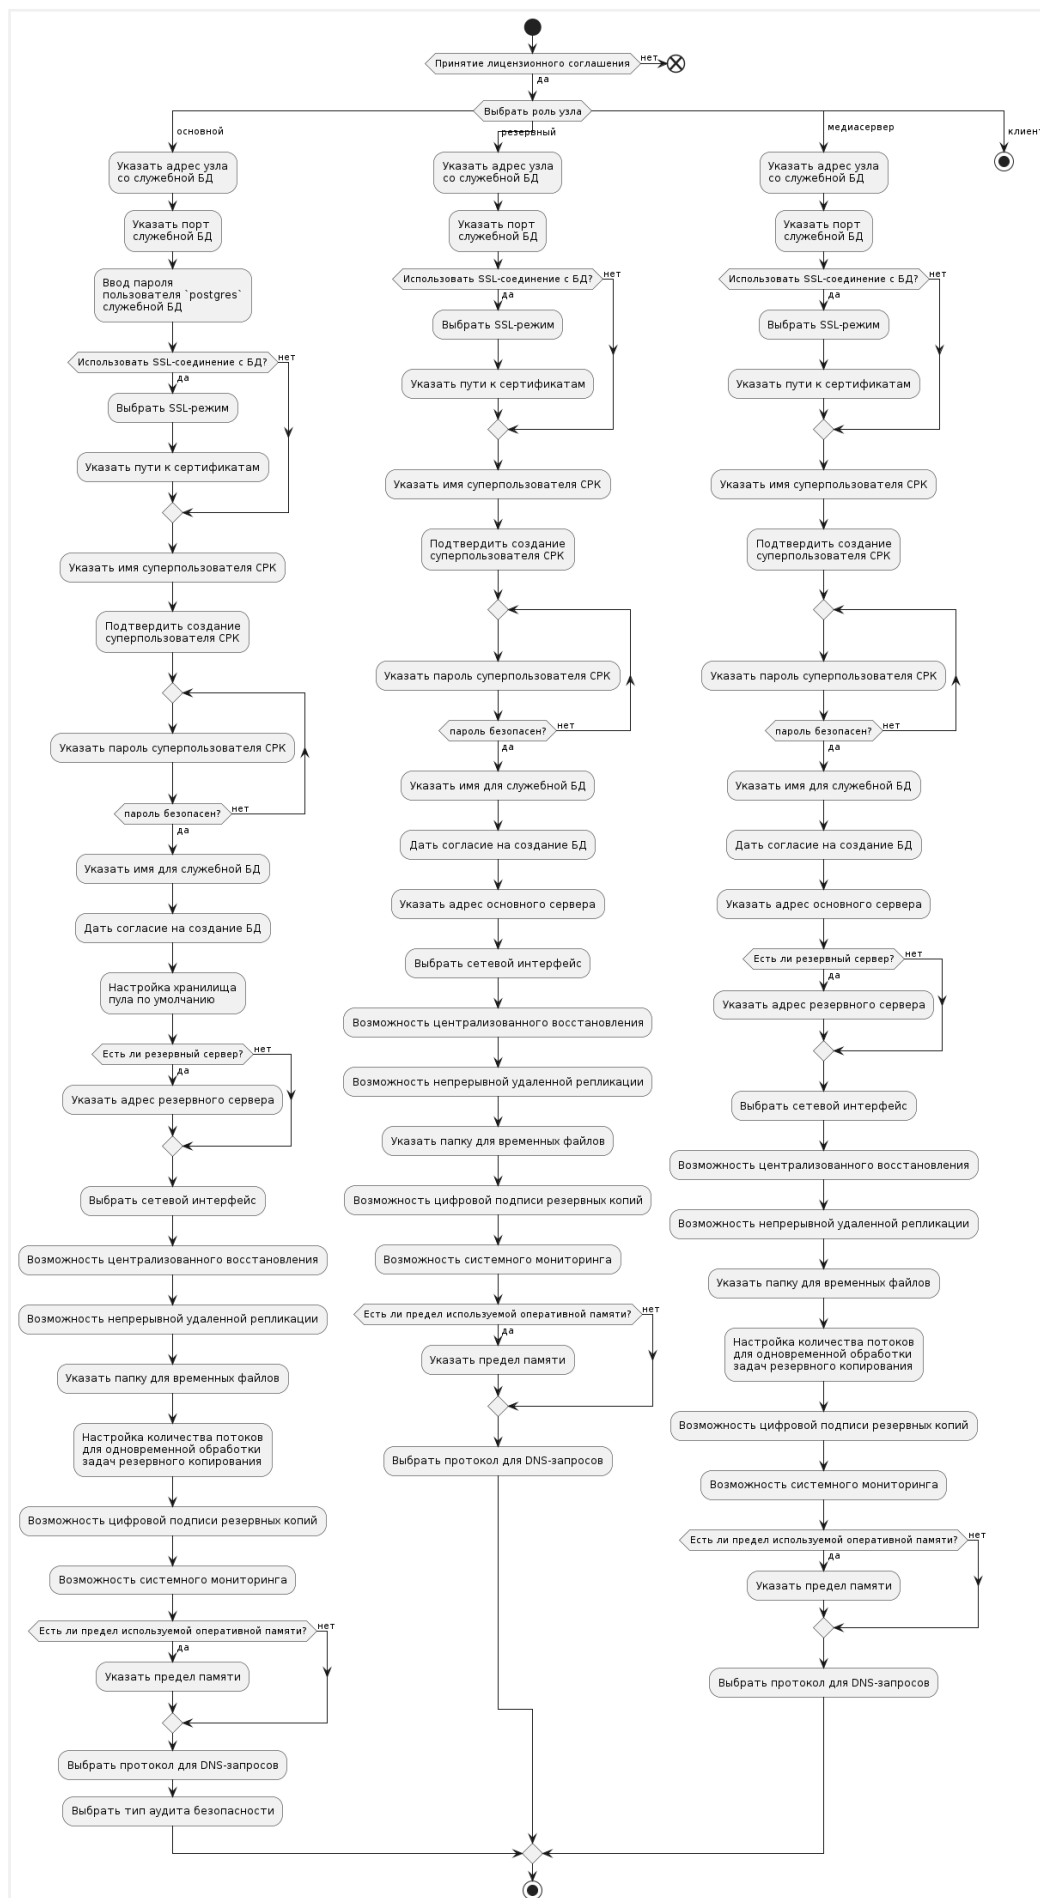 Принятие лицензионного соглашения
нет
да
Выбрать роль узла
основной
Указать адрес узла
со служебной БД
Указать порт
служебной БД
Ввод пароля
пользователя `postgres`
служебной БД
Использовать SSL-соединение с БД?
нет
да
Выбрать SSL-режим
Указать пути к сертификатам
Указать имя суперпользователя СРК
Подтвердить создание
суперпользователя СРК
Указать пароль суперпользователя СРК
пароль безопасен?
нет
да
Указать имя для служебной БД
Дать согласие на создание БД
Настройка хранилища
пула по умолчанию
Есть ли резервный сервер?
нет
да
Указать адрес резервного сервера
Выбрать сетевой интерфейс
Возможность централизованного восстановления
Возможность непрерывной удаленной репликации
Указать папку для временных файлов
Настройка количества потоков
для одновременной обработки
задач резервного копирования
Возможность цифровой подписи резервных копий
Возможность системного мониторинга
Есть ли предел используемой оперативной памяти?
нет
да
Указать предел памяти
Выбрать протокол для DNS-запросов
Выбрать тип аудита безопасности
резервный
Указать адрес узла
со служебной БД
Указать порт
служебной БД
Использовать SSL-соединение с БД?
нет
да
Выбрать SSL-режим
Указать пути к сертификатам
Указать имя суперпользователя СРК
Подтвердить создание
суперпользователя СРК
Указать пароль суперпользователя СРК
пароль безопасен?
нет
да
Указать имя для служебной БД
Дать согласие на создание БД
Указать адрес основного сервера
Выбрать сетевой интерфейс
Возможность централизованного восстановления
Возможность непрерывной удаленной репликации
Указать папку для временных файлов
Возможность цифровой подписи резервных копий
Возможность системного мониторинга
Есть ли предел используемой оперативной памяти?
нет
да
Указать предел памяти
Выбрать протокол для DNS-запросов
медиасервер
Указать адрес узла
со служебной БД
Указать порт
служебной БД
Использовать SSL-соединение с БД?
нет
да
Выбрать SSL-режим
Указать пути к сертификатам
Указать имя суперпользователя СРК
Подтвердить создание
суперпользователя СРК
Указать пароль суперпользователя СРК
пароль безопасен?
нет
да
Указать имя для служебной БД
Дать согласие на создание БД
Указать адрес основного сервера
Есть ли резервный сервер?
нет
да
Указать адрес резервного сервера
Выбрать сетевой интерфейс
Возможность централизованного восстановления
Возможность непрерывной удаленной репликации
Указать папку для временных файлов
Настройка количества потоков
для одновременной обработки
задач резервного копирования
Возможность цифровой подписи резервных копий
Возможность системного мониторинга
Есть ли предел используемой оперативной памяти?
нет
да
Указать предел памяти
Выбрать протокол для DNS-запросов
клиент